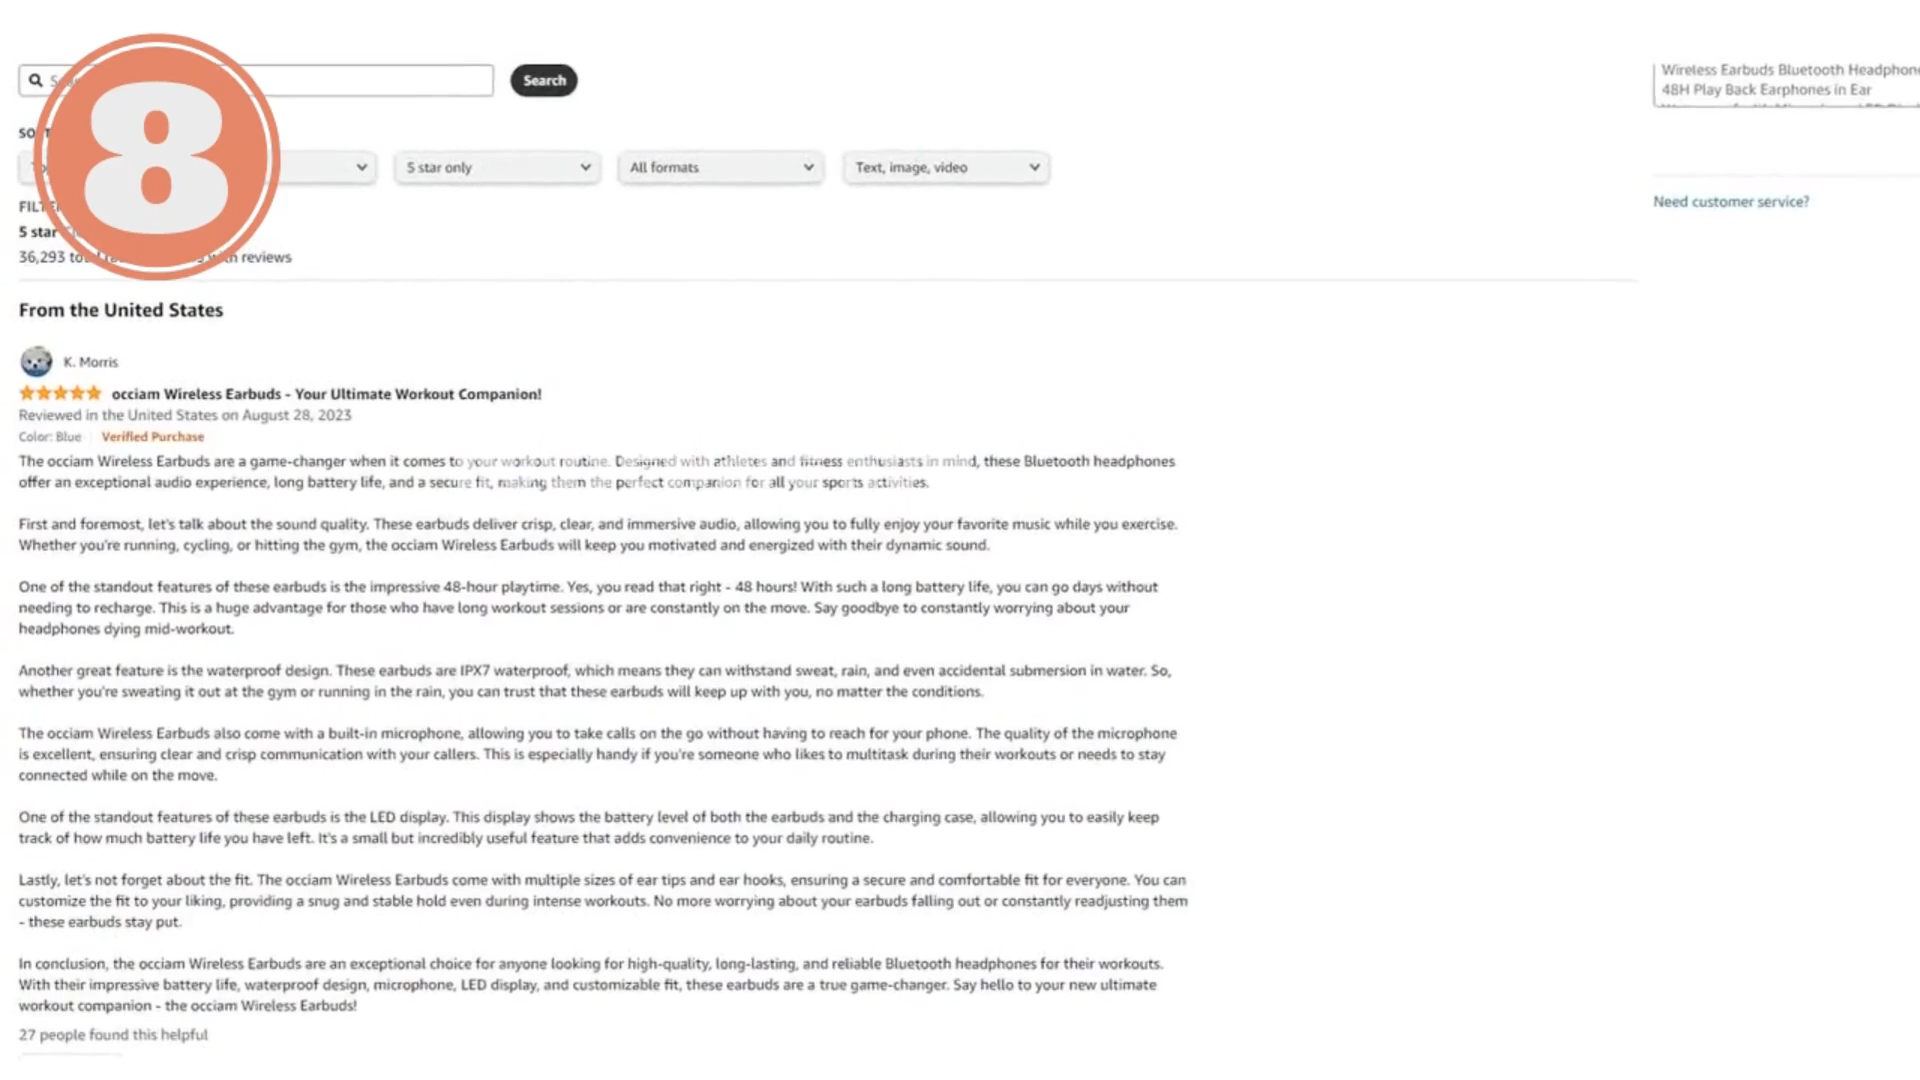 8
Search
5 star only
All formats
Text, image, video
5 star
36,293
reviews
From the United States
K. Morris
occiam Wireless Earbuds - Your Ultimate Workout Companion!
Reviewed in the United States on August 28, 2023
Color: Blue Verified Purchase
The occiam Wireless Earbuds are a game-changer when it comes to your workout routine. Designed with athletes and fitness enthusiasts in mind, these Bluetooth headphones
offer an exceptional audio experience, long battery life, and a secure fit, making them the perfect companion for all your sports activities.
First and foremost, let's talk about the sound quality. These earbuds deliver crisp, clear, and immersive audio, allowing you to fully enjoy your favorite music while you exercise.
Whether you're running, cycling, or hitting the gym, the occiam Wireless Earbuds will keep you motivated and energized with their dynamic sound.
One of the standout features of these earbuds is the impressive 48-hour playtime. Yes, you read that right - 48 hours! With such a long battery life, you can go days without
needing to recharge. This is a huge advantage for those who have long workout sessions or are constantly on the move. Say goodbye to constantly worrying about your
headphones dying mid-workout.
Another great feature is the waterproof design. These earbuds are IPX7 waterproof, which means they can withstand sweat, rain, and even accidental submersion in water. So,
whether you're sweating it out at the gym or running in the rain, you can trust that these earbuds will keep up with you, no matter the conditions.
The occiam Wireless Earbuds also come with a built-in microphone, allowing you to take calls on the go without having to reach for your phone. The quality of the microphone
is excellent, ensuring clear and crisp communication with your callers. This is especially handy if you're someone who likes to multitask during their workouts or needs to stay
connected while on the move.
One of the standout features of these earbuds is the LED display. This display shows the battery level of both the earbuds and the charging case, allowing you to easily keep
track of how much battery life you have left. It's a small but incredibly useful feature that adds convenience to your daily routine.
Lastly, let's not forget about the fit. The occiam Wireless Earbuds come with multiple sizes of ear tips and ear hooks, ensuring a secure and comfortable fit for everyone. You can
customize the fit to your liking, providing a snug and stable hold even during intense workouts. No more worrying about your earbuds falling out or constantly readjusting them
- these earbuds stay put.
In conclusion, the occiam Wireless Earbuds are an exceptional choice for anyone looking for high-quality, long-lasting, and reliable Bluetooth headphones for their workouts.
With their impressive battery life, waterproof design, microphone, LED display, and customizable fit, these earbuds are a true game-changer. Say hello to your new ultimate
workout companion - the occiam Wireless Earbuds!
27 people found this helpful
Wireless Earbuds Bluetooth Headphone
48H Play Back Earphones in Ear
Need customer service?